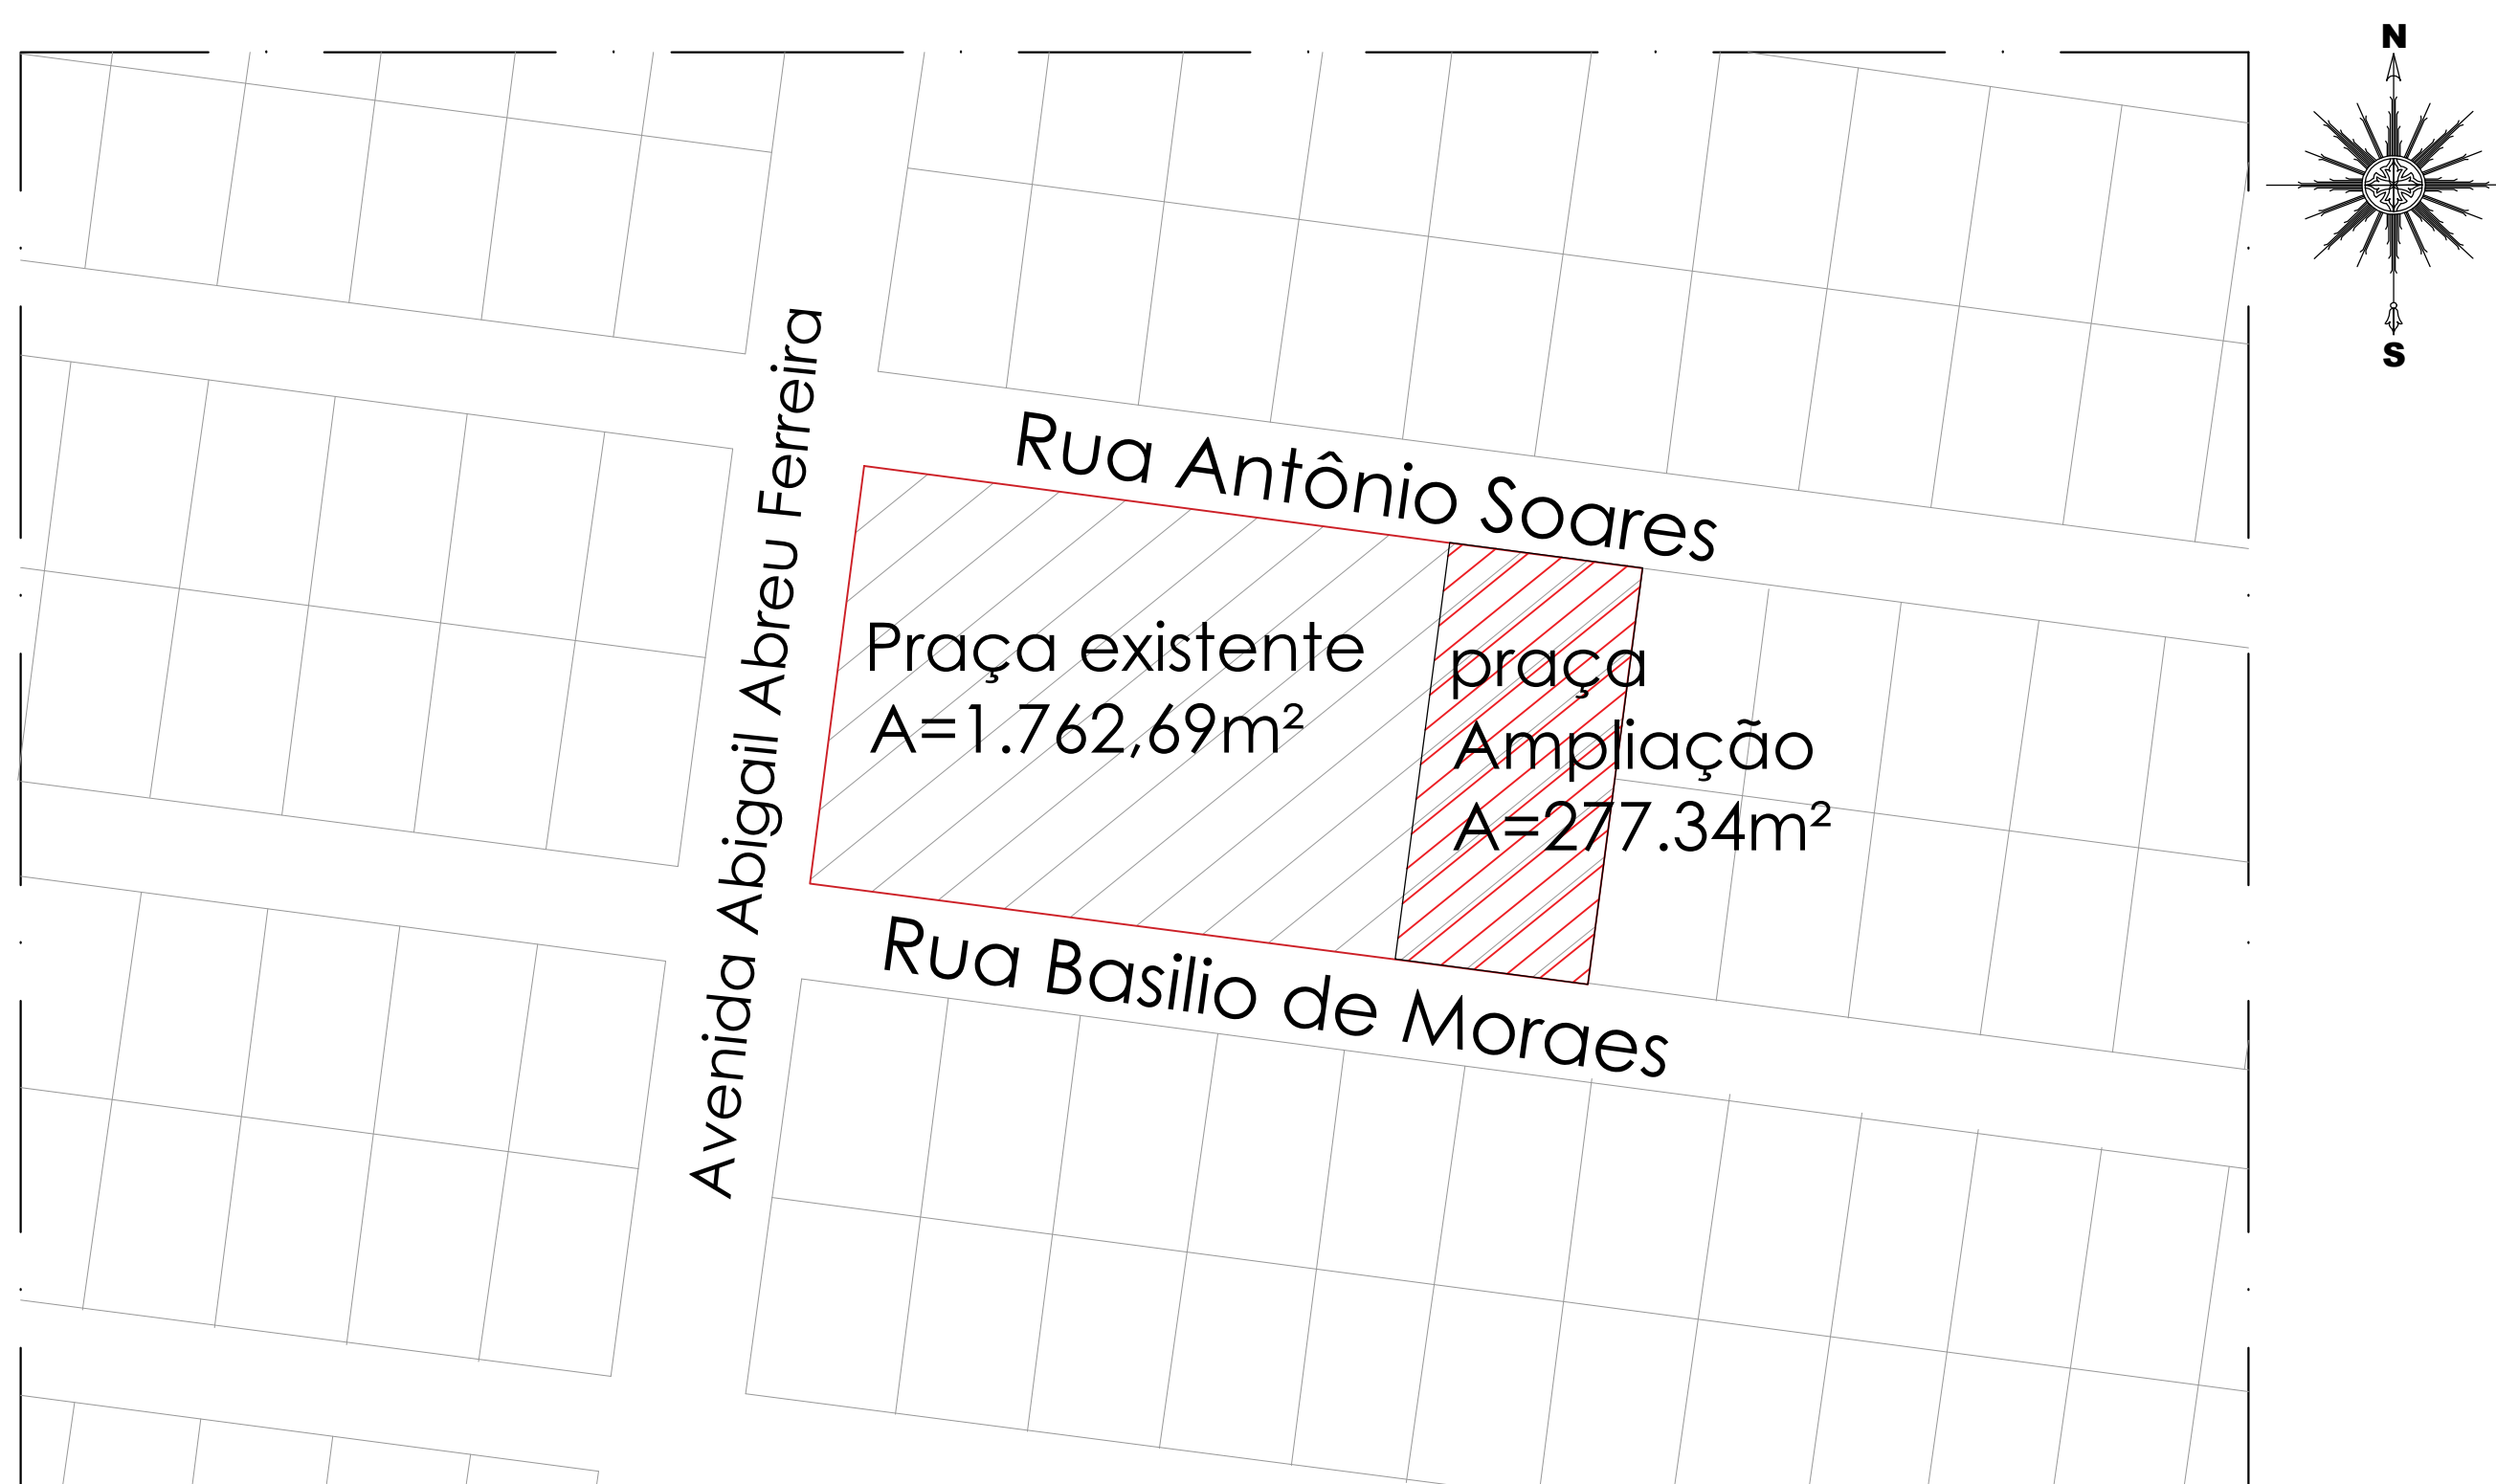 N
S
Avenida Abigail Abreu Ferreira
Rua Antônio Soares
Praça existente
A=1.762,69m²
praça
Ampliação
A=277.34m²
Rua Basilio de Moraes